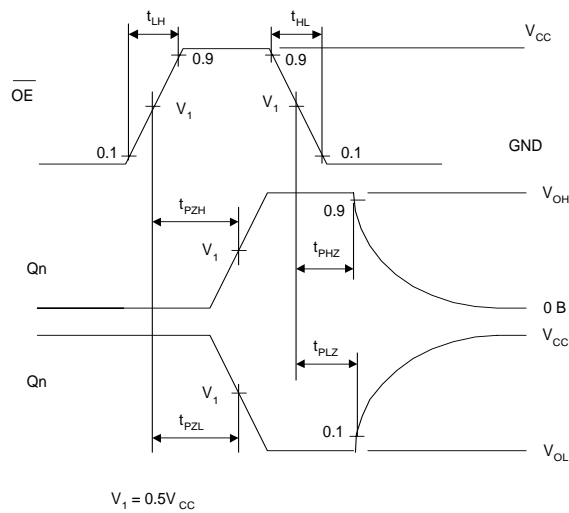 t_LH t_HL
V_CC
0.9 0.9
OE
V_1 V_1
0.1 0.1
GND
V_OH
t_PZH 0.9
V_1 t_PHZ
Qn
0 B
V_CC
t_PLZ
Qn
V_1
0.1
t_PZL
V_OL
V_1 = 0.5V_CC